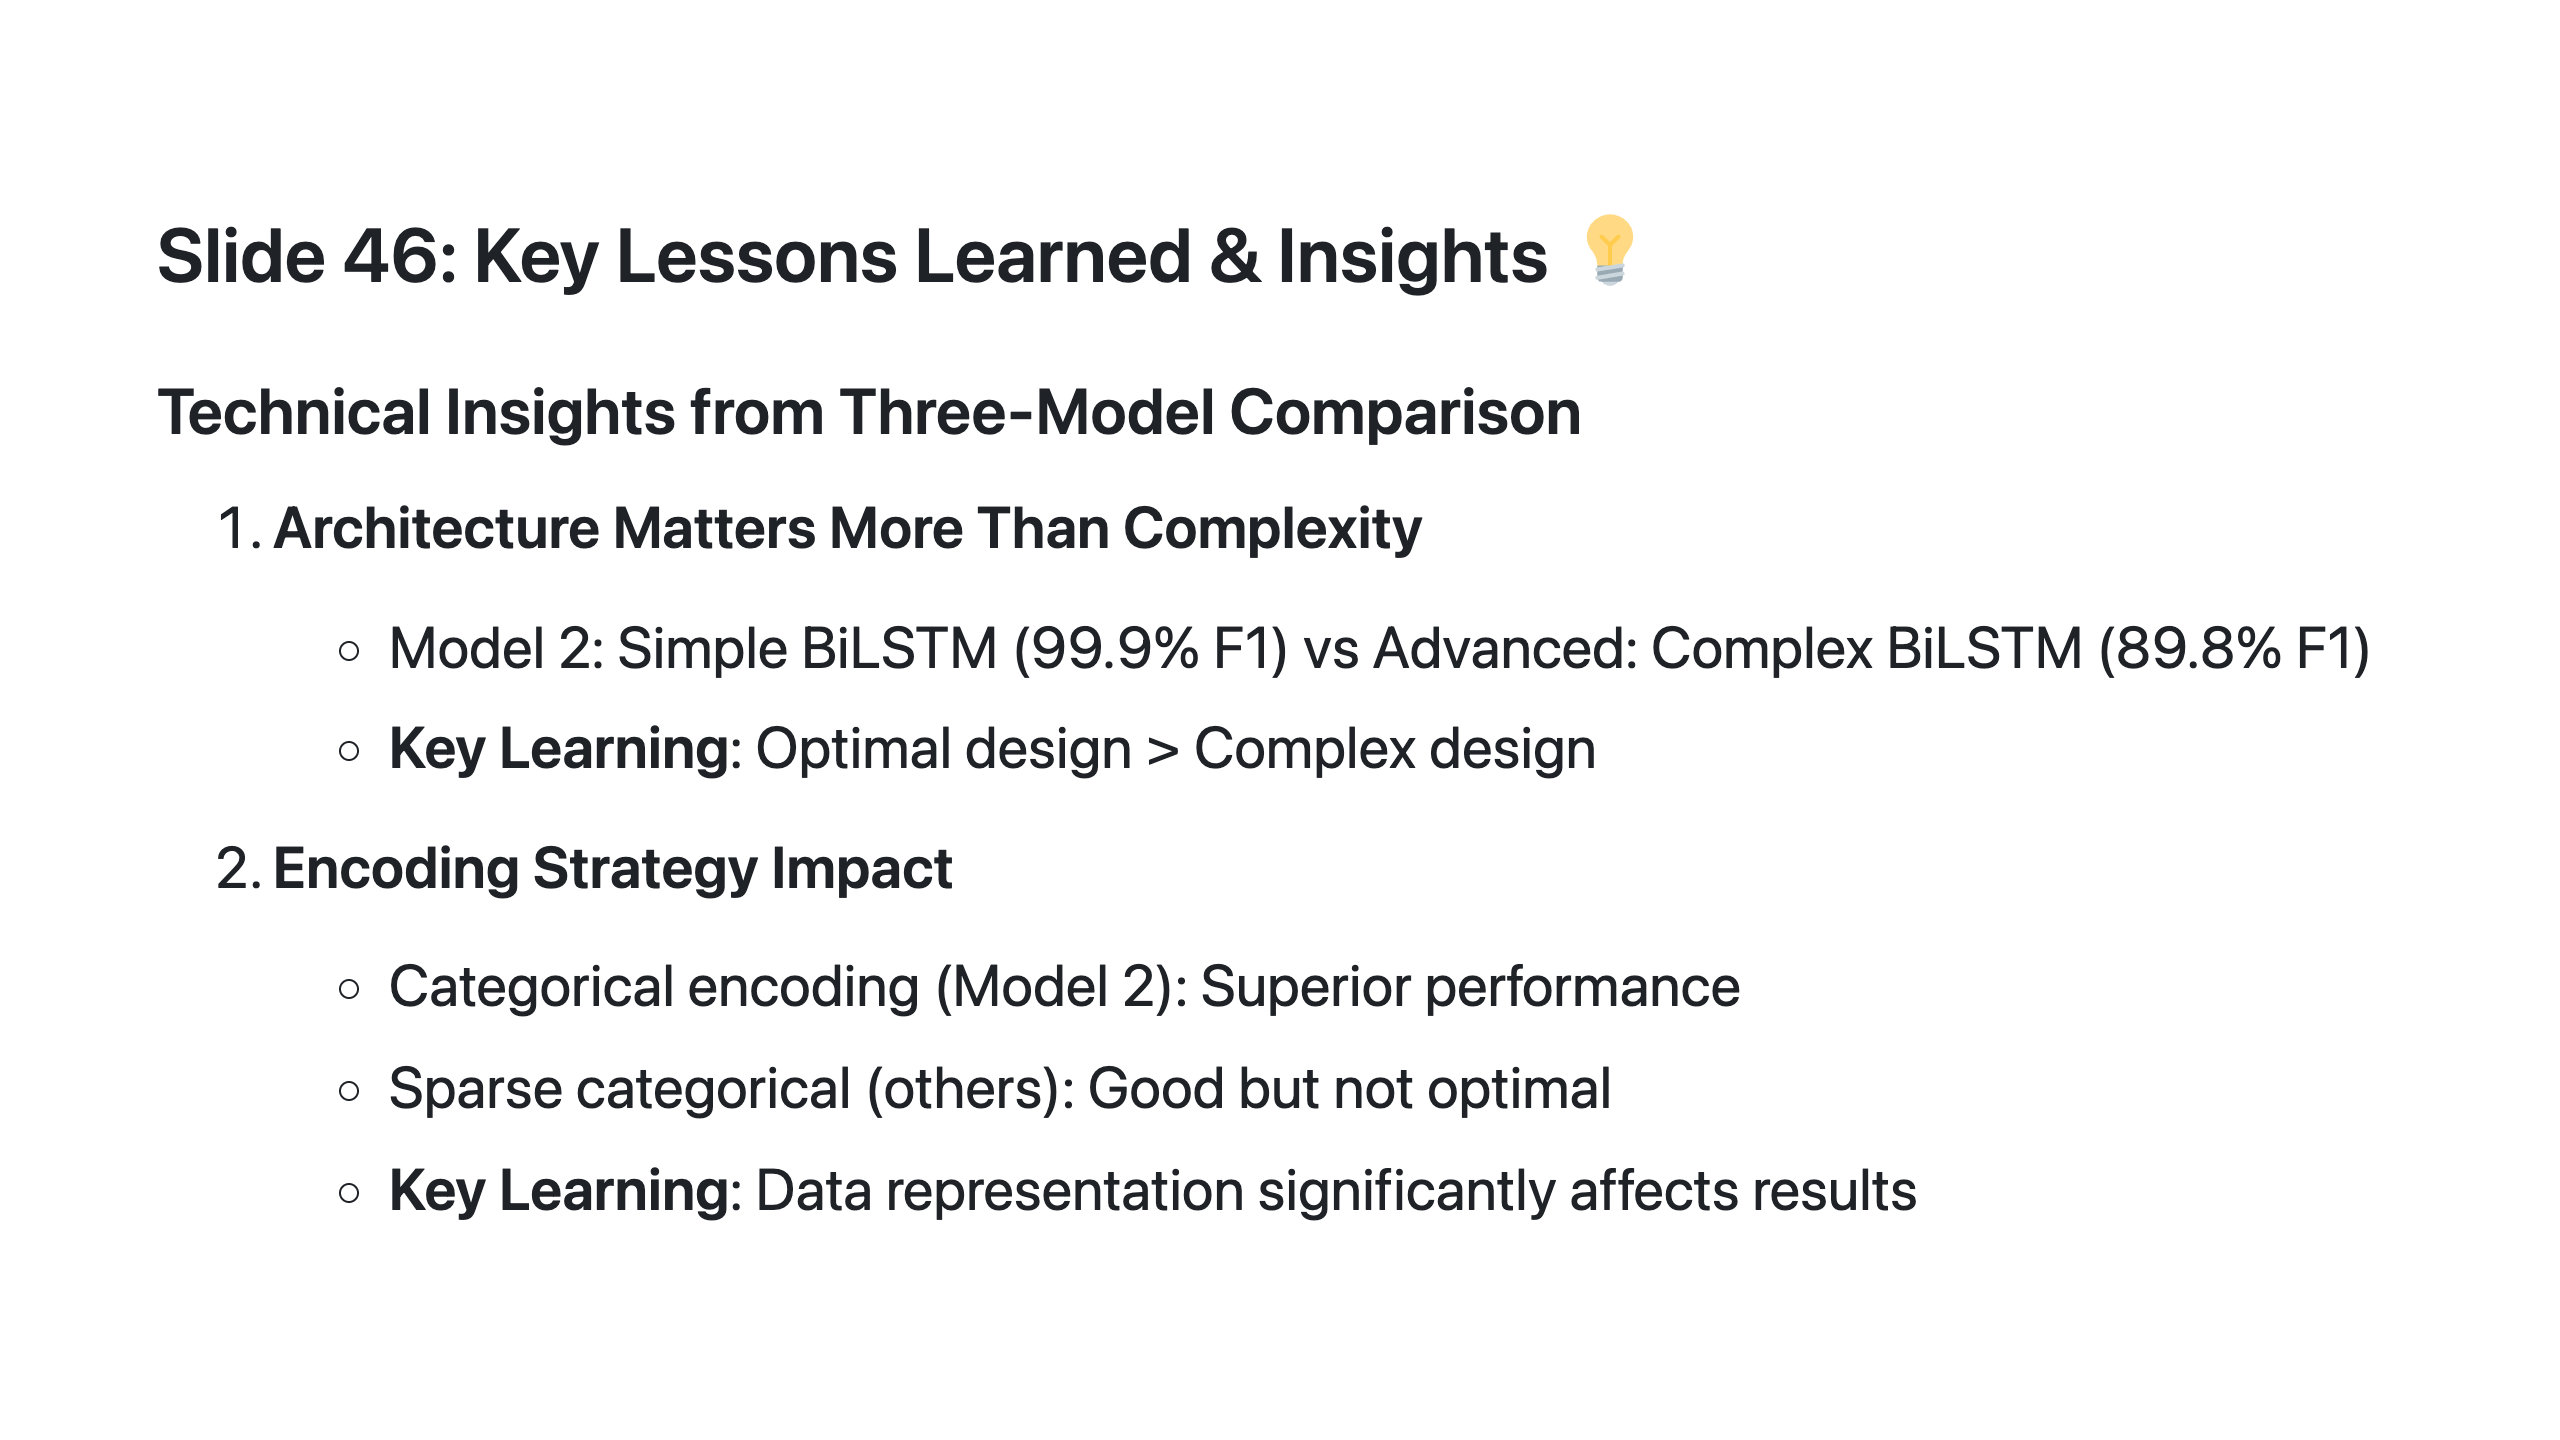 Slide 46: Key Lessons Learned & Insights 💡
Technical Insights from Three-Model Comparison
1. Architecture Matters More Than Complexity
○ Model 2: Simple BiLSTM (99.9% F1) vs Advanced: Complex BiLSTM (89.8% F1)
○ Key Learning: Optimal design > Complex design
2. Encoding Strategy Impact
○ Categorical encoding (Model 2): Superior performance
○ Sparse categorical (others): Good but not optimal
○ Key Learning: Data representation significantly affects results